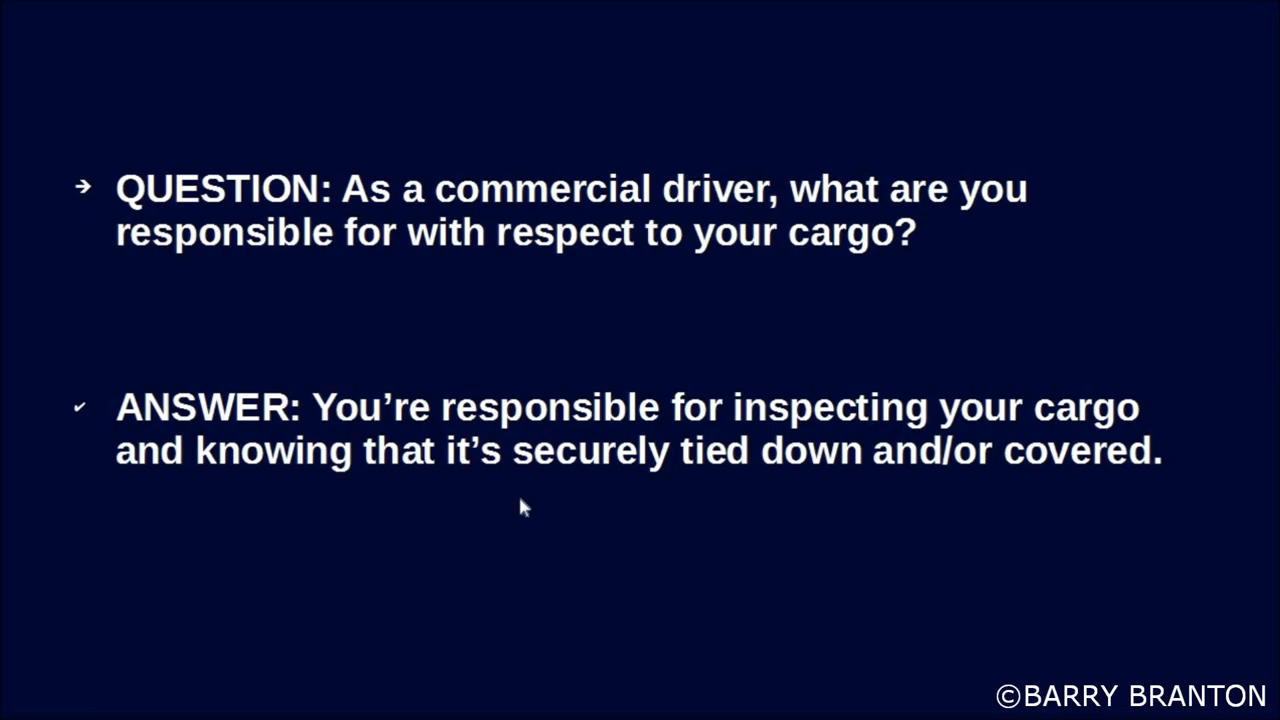 ➔ QUESTION: As a commercial driver, what are you
responsible for with respect to your cargo?
✔ ANSWER: You’re responsible for inspecting your cargo
and knowing that it’s securely tied down and/or covered.
©BARRY BRANTON